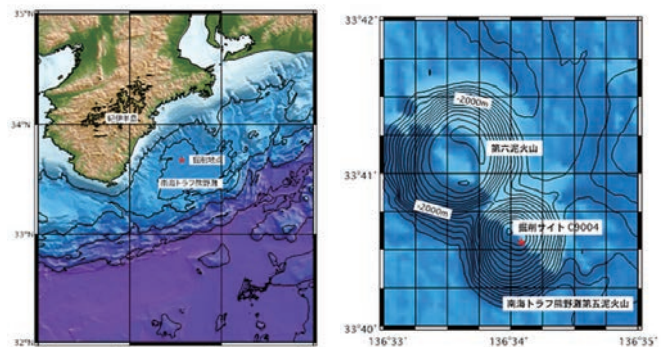 35°N
34°N
33°N
32°N
紀伊半島
掘削地点
南海トラフ熊野灘
33°42'
33°41'
33°40'
-2000m
第六泥火山
-2000m
掘削サイト C9004
南海トラフ熊野灘第五泥火山
136°33'
136°34'
136°35'